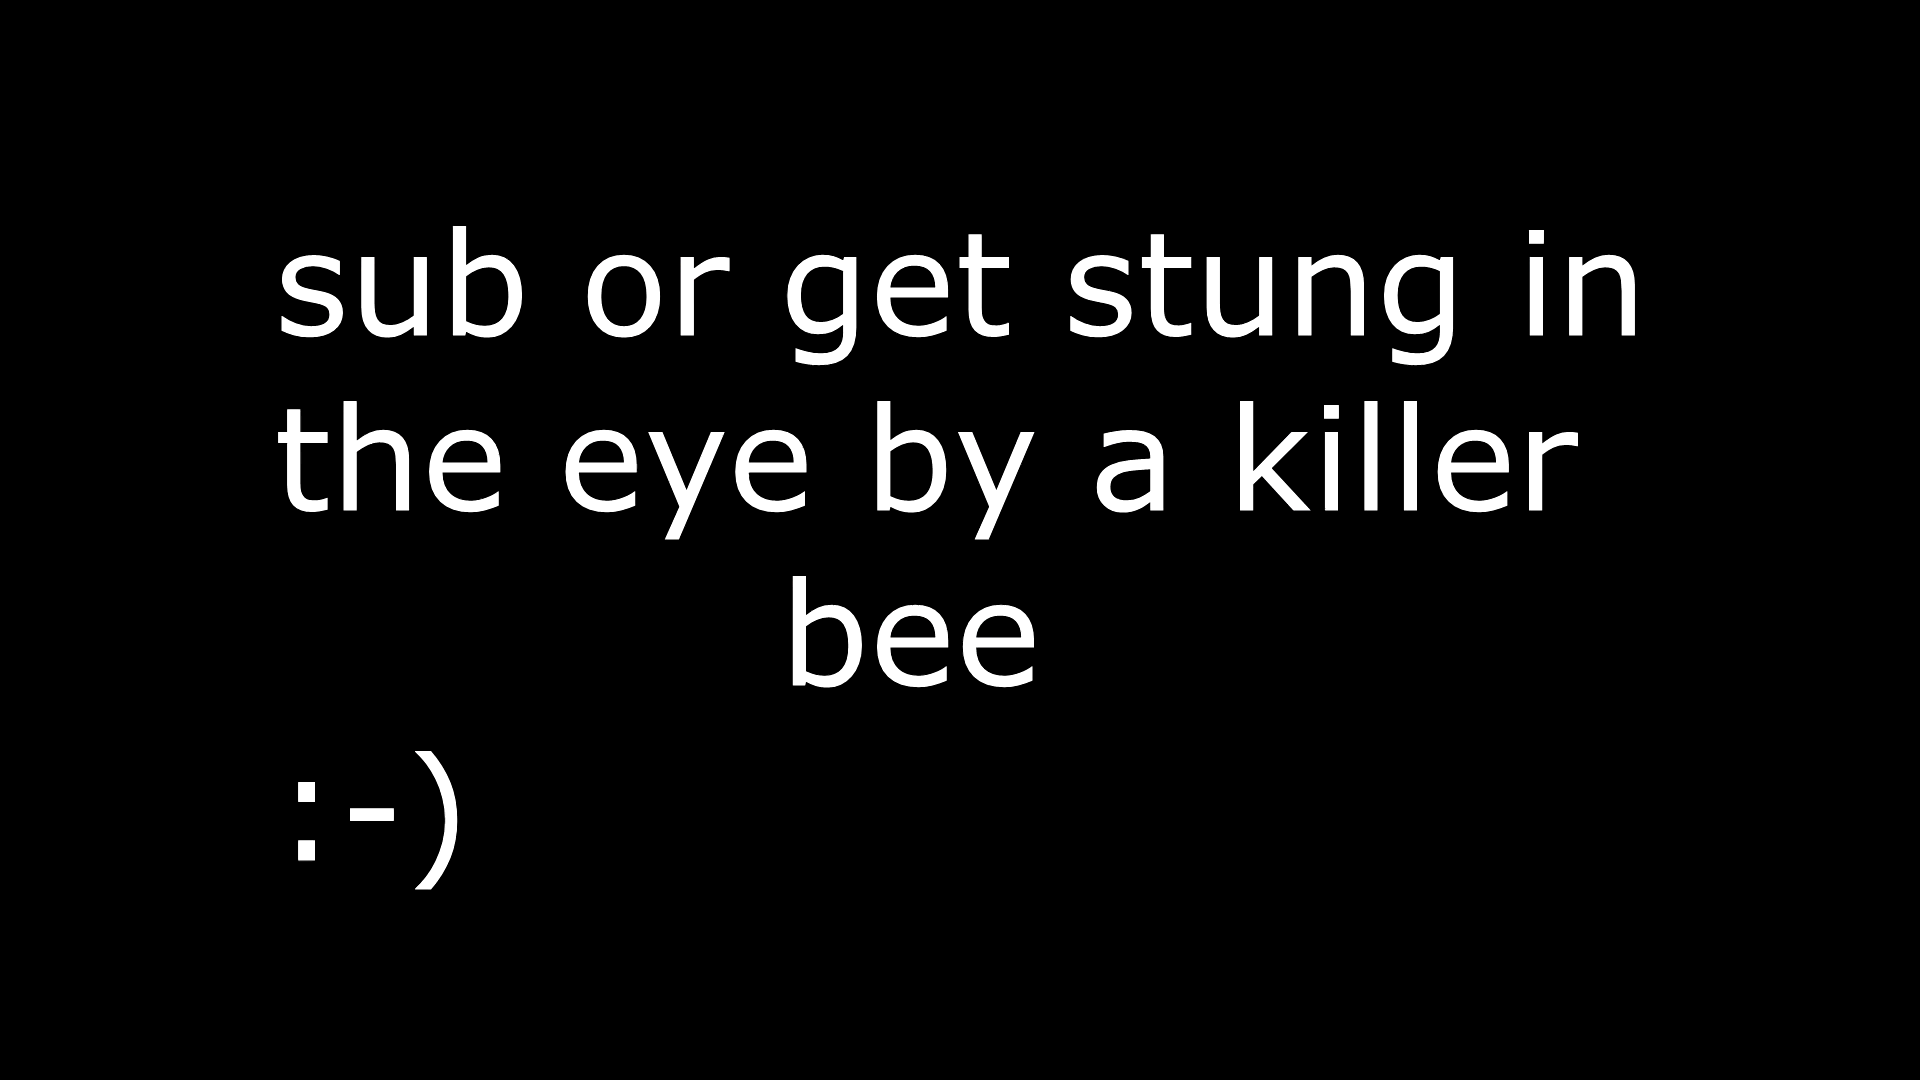 sub or get stung in
the eye by a killer
bee
:-)